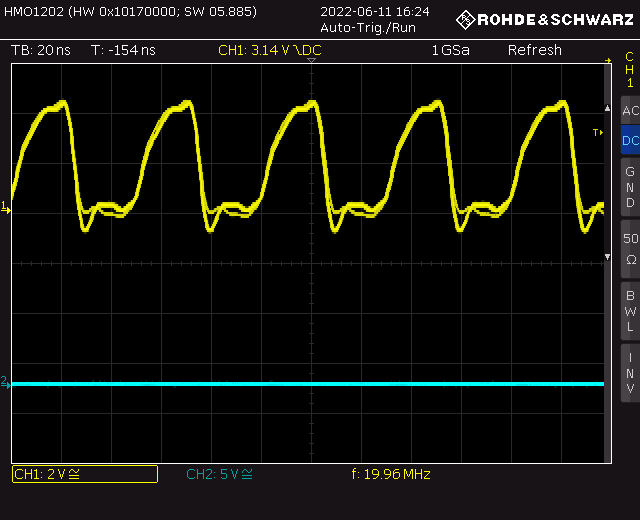 HMO1202 (HW 0x10170000; SW 05.885)
2022-06-11 16:24
Auto-Trig./Run
ROHDE&SCHWARZ
TB: 20 ns
T: -154 ns
CH1: 3.14 V \ DC
1 GSa
Refresh
CH1
AC
DC
GND
50 Ω
BWL
INV
T
1
2
CH1: 2 V ≅
CH2: 5 V ≅
f: 19.96 MHz